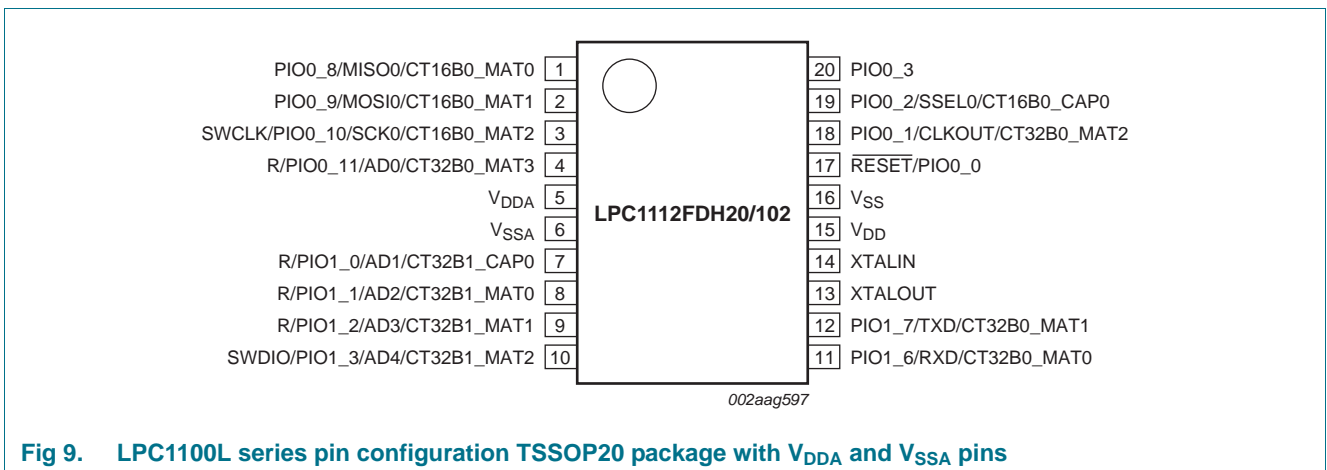 PIO0_8/MISO0/CT16B0_MAT0 1
PIO0_9/MOSI0/CT16B0_MAT1 2
SWCLK/PIO0_10/SCK0/CT16B0_MAT2 3
R/PIO0_11/AD0/CT32B0_MAT3 4
VDDA 5
VSSA 6
R/PIO1_0/AD1/CT32B1_CAP0 7
R/PIO1_1/AD2/CT32B1_MAT0 8
R/PIO1_2/AD3/CT32B1_MAT1 9
SWDIO/PIO1_3/AD4/CT32B1_MAT2 10
LPC1112FDH20/102
20 PIO0_3
19 PIO0_2/SSEL0/CT16B0_CAP0
18 PIO0_1/CLKOUT/CT32B0_MAT2
17 RESET/PIO0_0
16 VSS
15 VDD
14 XTALIN
13 XTALOUT
12 PIO1_7/TXD/CT32B0_MAT1
11 PIO1_6/RXD/CT32B0_MAT0
002aag597
Fig 9. LPC1100L series pin configuration TSSOP20 package with VDDA and VSSA pins